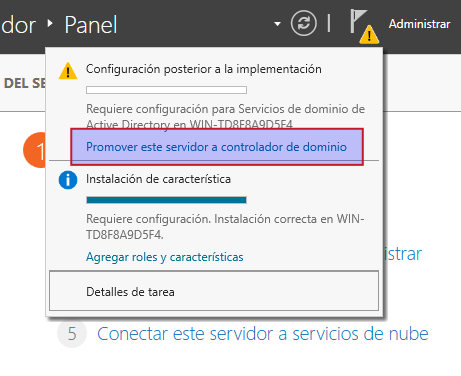 dor ▸ Panel
Administrar
Configuración posterior a la implementación
DEL SE
Requiere configuración para Servicios de dominio de
Active Directory en WIN-TD8F8A9D5F4
1
Promover este servidor a controlador de dominio
Instalación de característica
Requiere configuración. Instalación correcta en WIN-
TD8F8A9D5F4.
strar
Agregar roles y características
Detalles de tarea
5 Conectar este servidor a servicios de nube